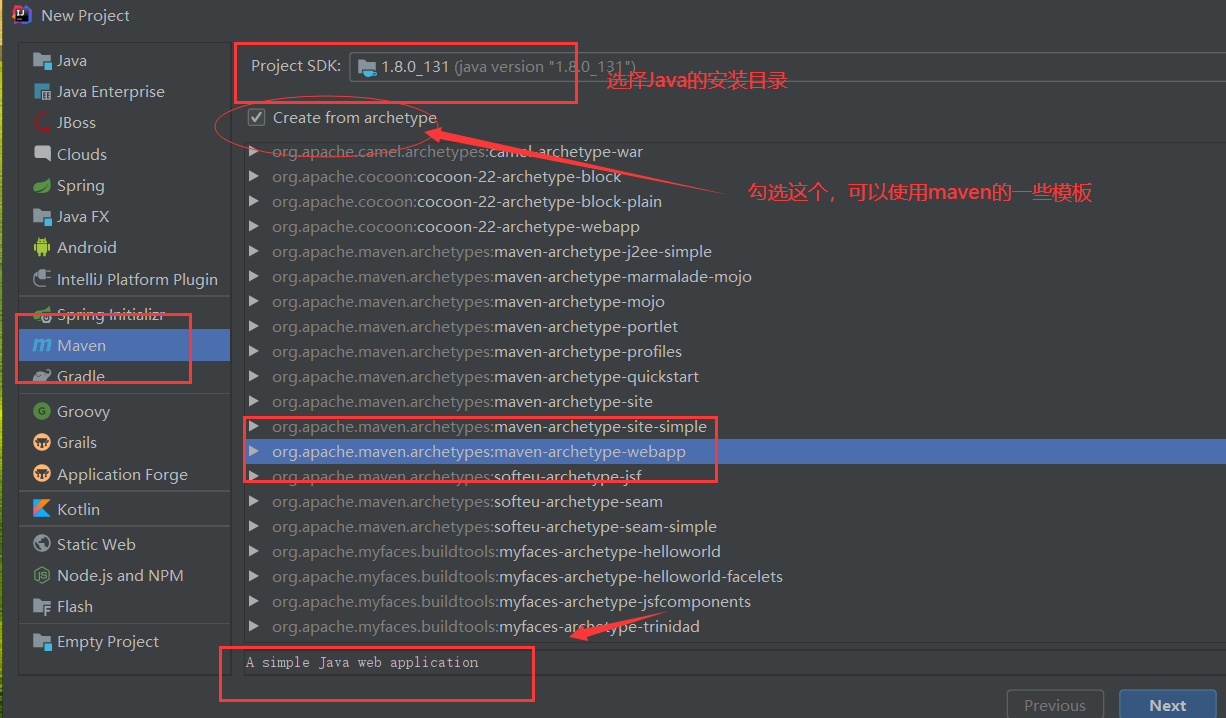 New Project
Java
Java Enterprise
JBoss
Clouds
Spring
Java FX
Android
IntelliJ Platform Plugin
Spring Initializr
Maven
Gradle
Groovy
Grails
Application Forge
Kotlin
Static Web
Node.js and NPM
Flash
Empty Project
Project SDK: 1.8.0_131 (java version "1.8.0_131")
选择Java的安装目录
Create from archetype
勾选这个，可以使用maven的一些模板
org.apache.camel.archetypes:camel-archetype-war
org.apache.cocoon:cocoon-22-archetype-block
org.apache.cocoon:cocoon-22-archetype-block-plain
org.apache.cocoon:cocoon-22-archetype-webapp
org.apache.maven.archetypes:maven-archetype-j2ee-simple
org.apache.maven.archetypes:maven-archetype-marmalade-mojo
org.apache.maven.archetypes:maven-archetype-mojo
org.apache.maven.archetypes:maven-archetype-portlet
org.apache.maven.archetypes:maven-archetype-profiles
org.apache.maven.archetypes:maven-archetype-quickstart
org.apache.maven.archetypes:maven-archetype-site
org.apache.maven.archetypes:maven-archetype-site-simple
org.apache.maven.archetypes:maven-archetype-webapp
org.apache.maven.archetypes:softeu-archetype-jsf
org.apache.maven.archetypes:softeu-archetype-seam
org.apache.maven.archetypes:softeu-archetype-seam-simple
org.apache.myfaces.buildtools:myfaces-archetype-helloworld
org.apache.myfaces.buildtools:myfaces-archetype-helloworld-facelets
org.apache.myfaces.buildtools:myfaces-archetype-jsfcomponents
org.apache.myfaces.buildtools:myfaces-archetype-trinidad
A simple Java web application
Previous
Next